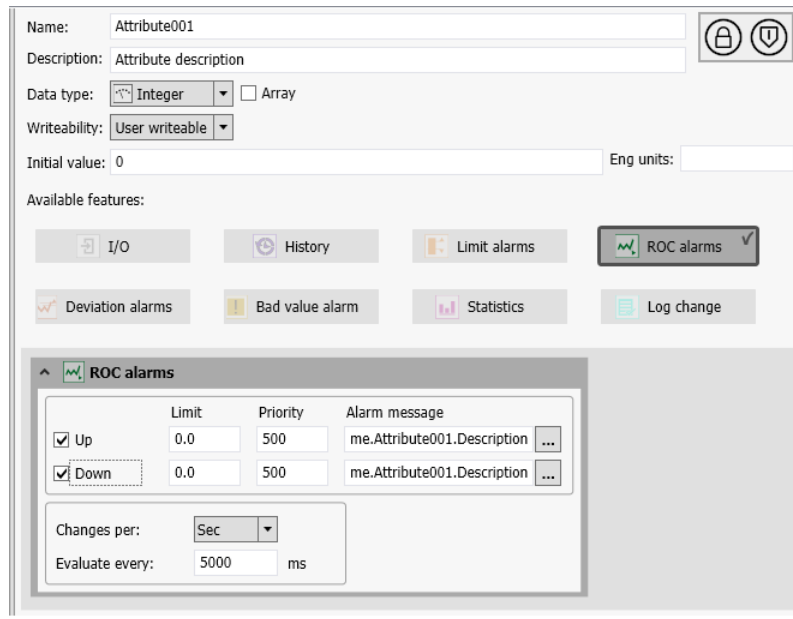 Name: Attribute001
Description: Attribute description
Data type: Integer Array
Writeability: User writeable
Initial value: 0 Eng units:
Available features:
I/O History Limit alarms ROC alarms
Deviation alarms Bad value alarm Statistics Log change
ROC alarms
Limit Priority Alarm message
Up 0.0 500 me.Attribute001.Description ...
Down 0.0 500 me.Attribute001.Description ...
Changes per: Sec
Evaluate every: 5000 ms